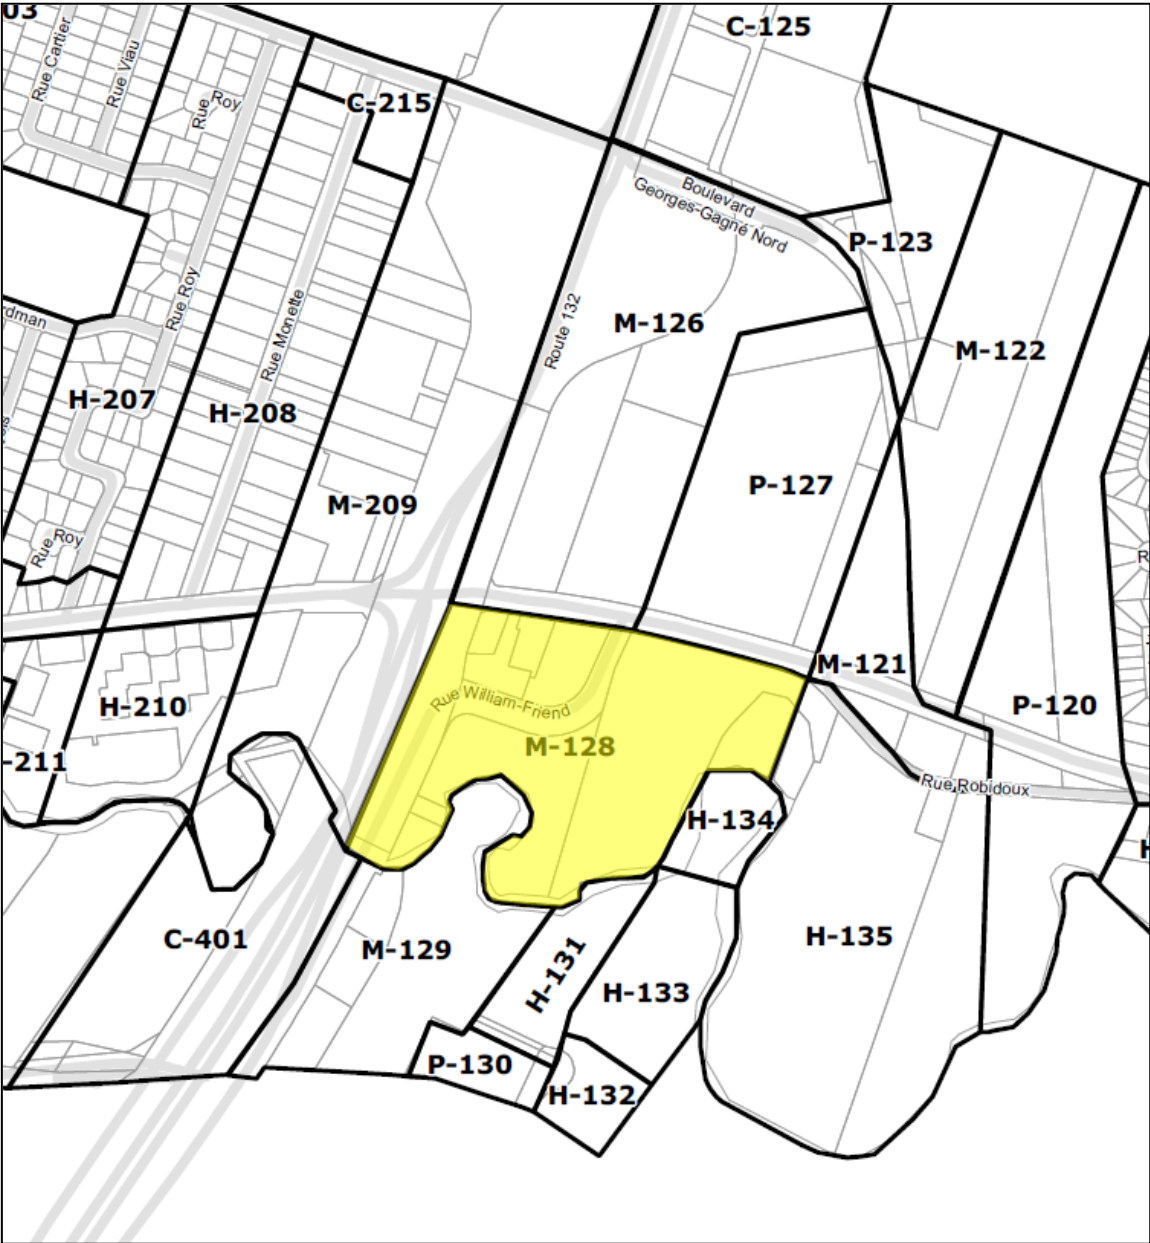 03
C-125
Rue Cartier
Rue Viau
Rue Roy
C-215
Boulevard
Georges-Gagné Nord
P-123
Rue Roy
rdman
Rue Monette
Route 132
M-126
M-122
H-207
H-208
P-127
M-209
Rue Roy
R
M-121
H-210
Rue William-Friend
P-120
M-128
-211
Rue Robidoux
H-134
H
C-401
M-129
H-131
H-135
H-133
P-130
H-132